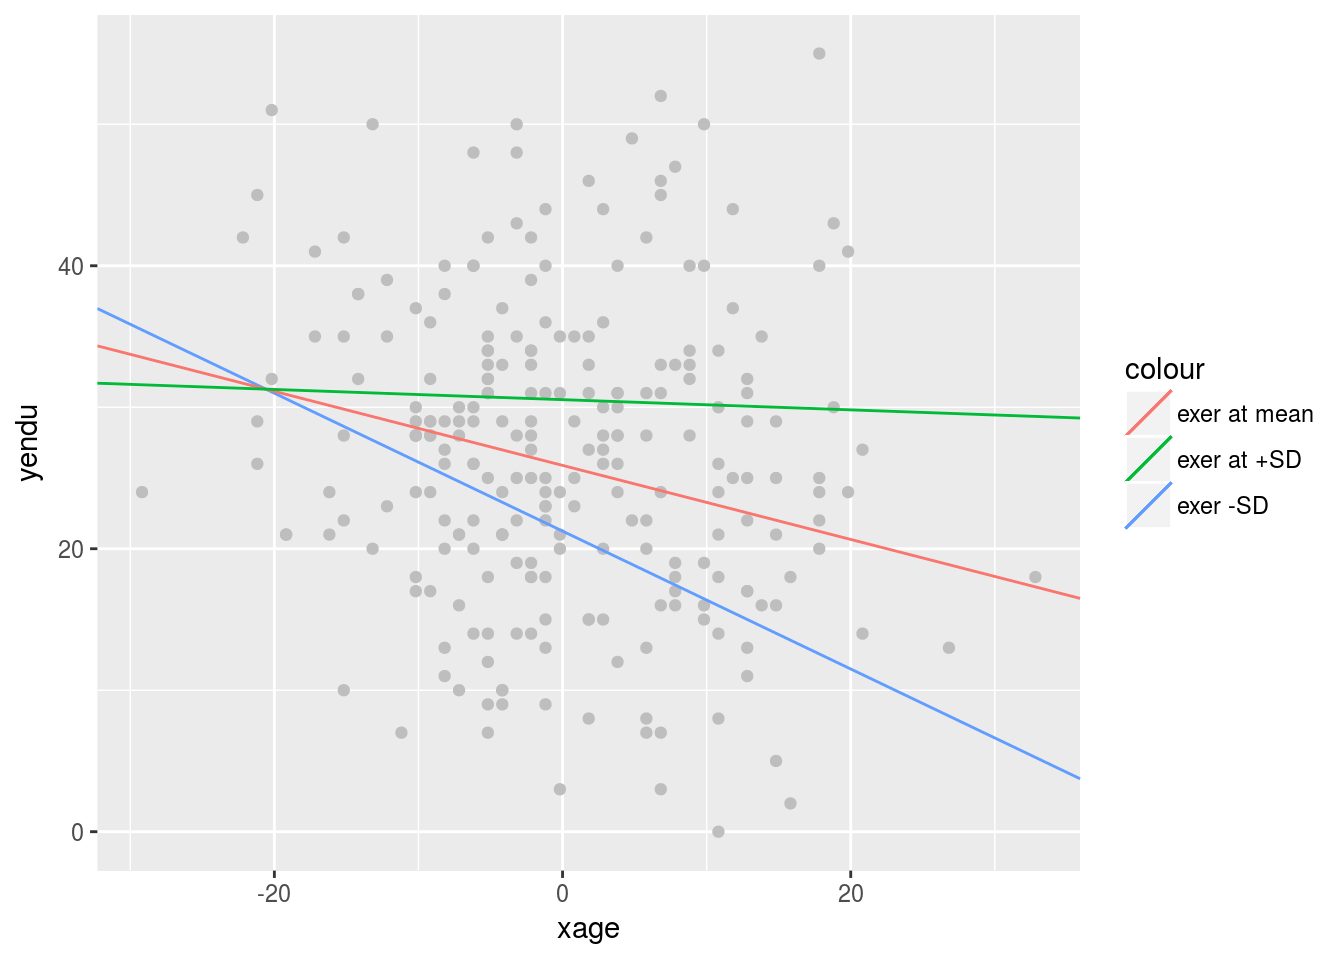 yendu
40
20
0
-20
0
20
xage
colour
exer at mean
exer at +SD
exer -SD